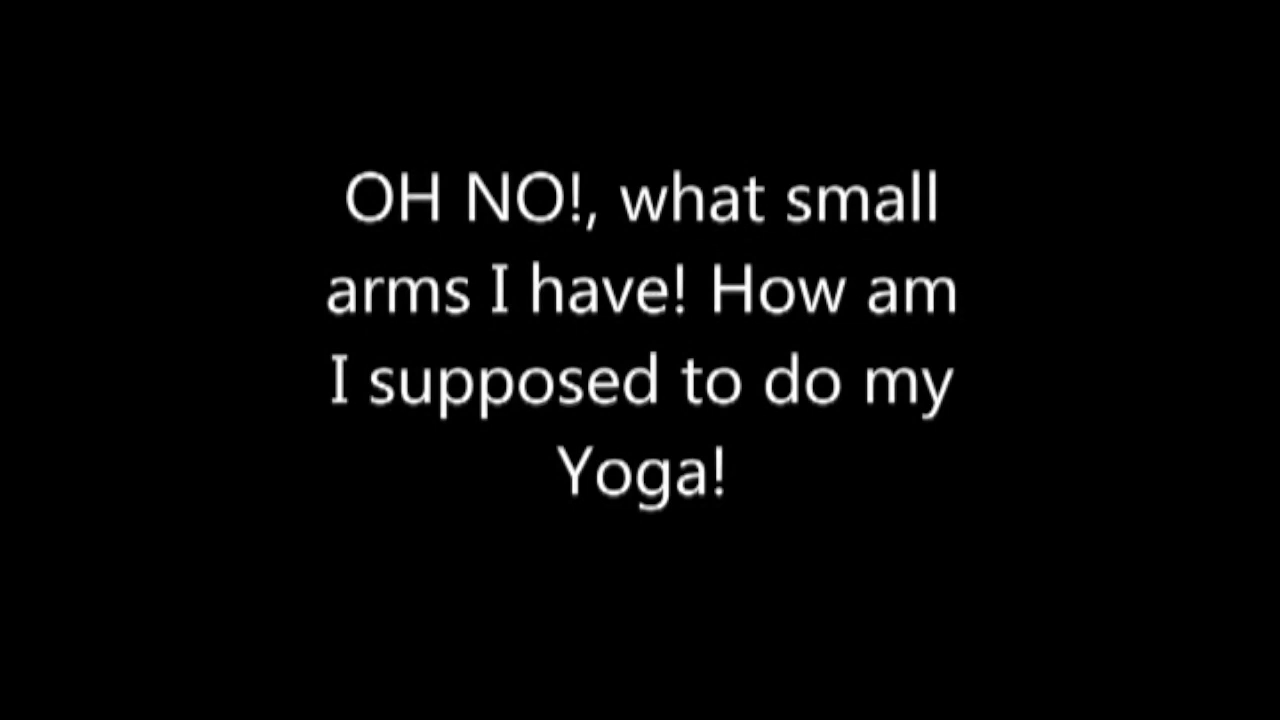 OH NO!, what small
arms I have! How am
I supposed to do my
Yoga!